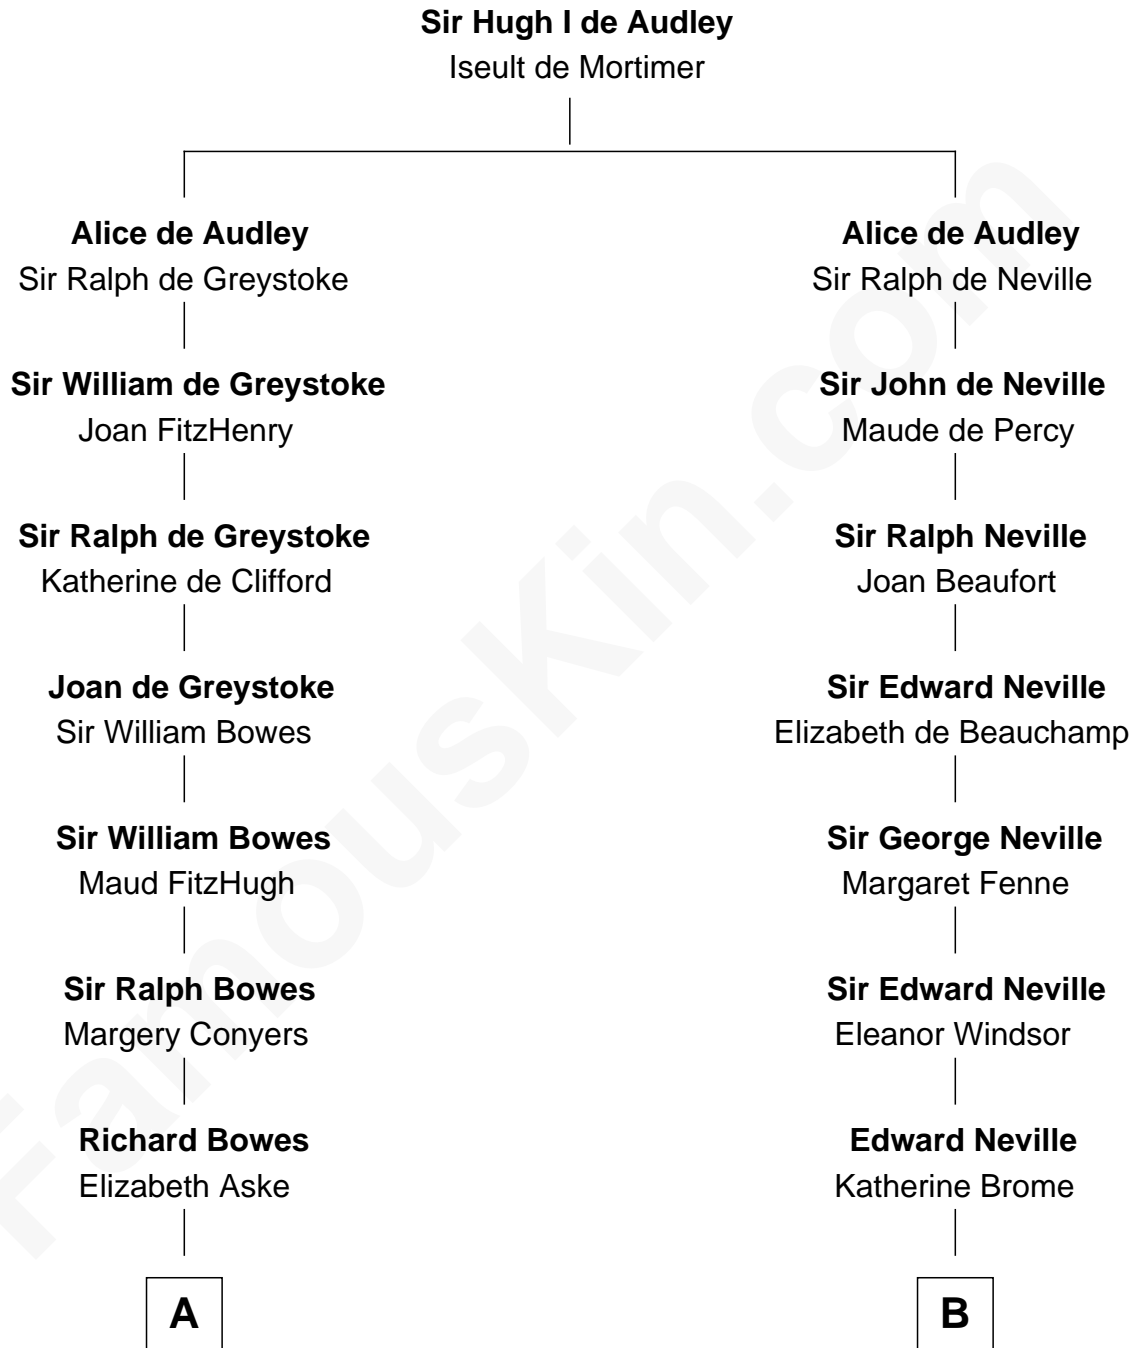 Sir Hugh I de Audley
Iseult de Mortimer
Alice de Audley
Sir Ralph de Greystoke
Sir William de Greystoke
Joan FitzHenry
Sir Ralph de Greystoke
Katherine de Clifford
Joan de Greystoke
Sir William Bowes
Sir William Bowes
Maud FitzHugh
Sir Ralph Bowes
Margery Conyers
Richard Bowes
Elizabeth Aske
A
Alice de Audley
Sir Ralph de Neville
Sir John de Neville
Maude de Percy
Sir Ralph Neville
Joan Beaufort
Sir Edward Neville
Elizabeth de Beauchamp
Sir George Neville
Margaret Fenne
Sir Edward Neville
Eleanor Windsor
Edward Neville
Katherine Brome
B
FamousKin.com